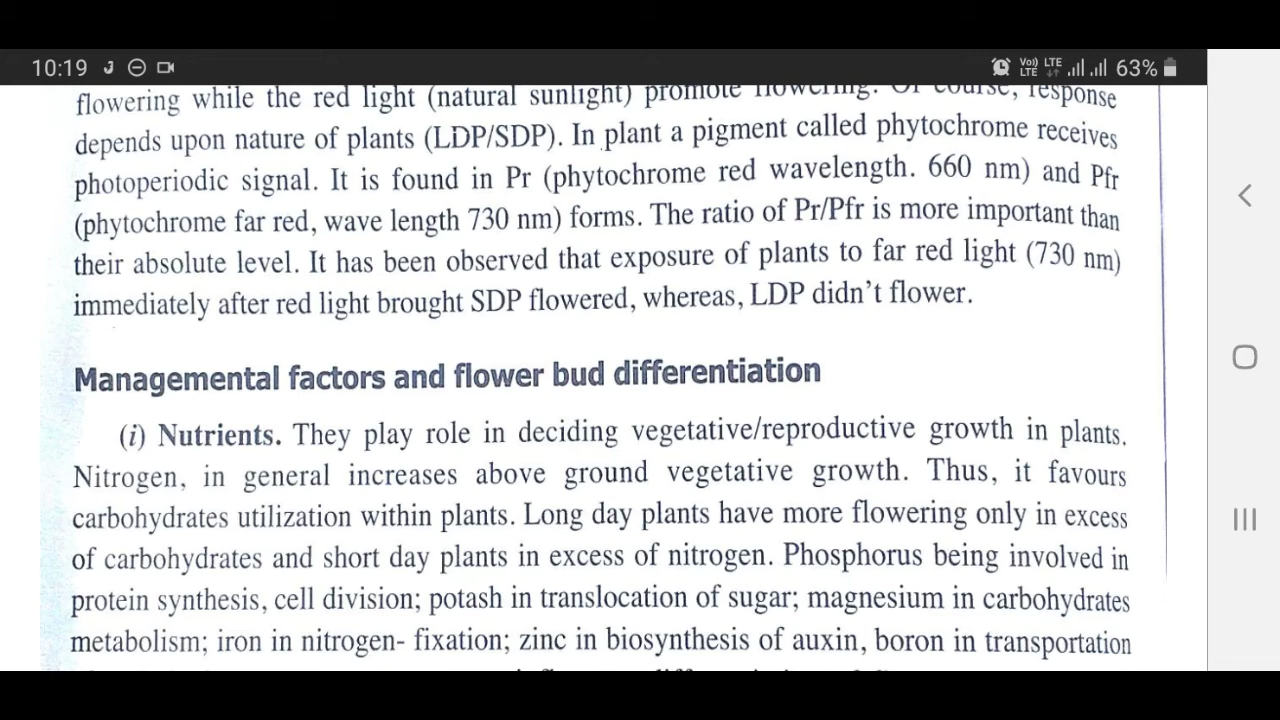 10:19
Vo) LTE
LTE 63%
flowering while the red light (natural sunlight) promote flowering. Of course, response
depends upon nature of plants (LDP/SDP). In plant a pigment called phytochrome receives
photoperiodic signal. It is found in Pr (phytochrome red wavelength. 660 nm) and Pfr
(phytochrome far red, wave length 730 nm) forms. The ratio of Pr/Pfr is more important than
their absolute level. It has been observed that exposure of plants to far red light (730 nm)
immediately after red light brought SDP flowered, whereas, LDP didn't flower.
Managemental factors and flower bud differentiation
(i) Nutrients. They play role in deciding vegetative/reproductive growth in plants.
Nitrogen, in general increases above ground vegetative growth. Thus, it favours
carbohydrates utilization within plants. Long day plants have more flowering only in excess
of carbohydrates and short day plants in excess of nitrogen. Phosphorus being involved in
protein synthesis, cell division; potash in translocation of sugar; magnesium in carbohydrates
metabolism; iron in nitrogen- fixation; zinc in biosynthesis of auxin, boron in transportation